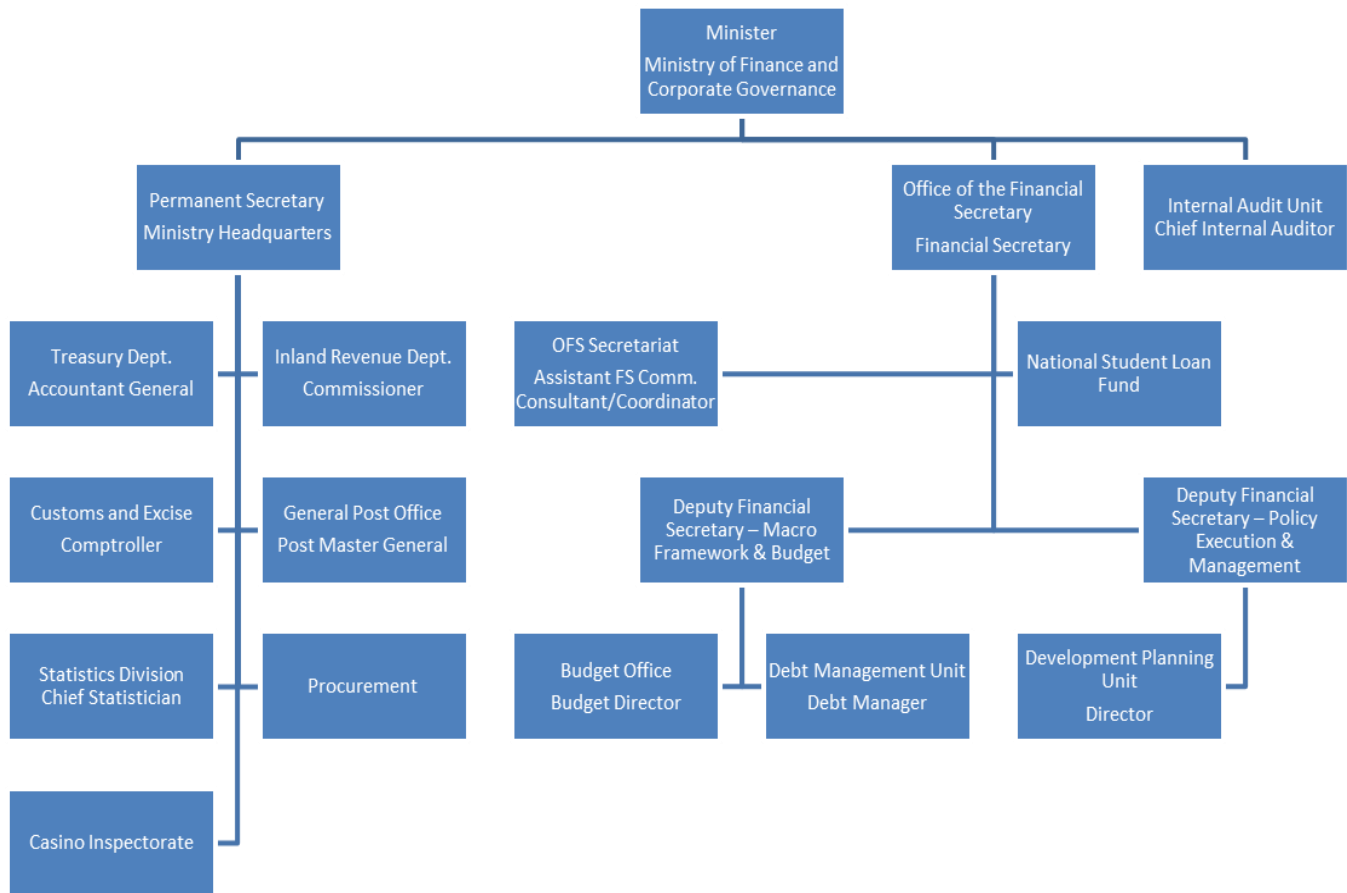 Minister
Ministry of Finance and
Corporate Governance
Permanent Secretary
Ministry Headquarters
Office of the Financial
Secretary
Financial Secretary
Internal Audit Unit
Chief Internal Auditor
Treasury Dept.
Accountant General
Inland Revenue Dept.
Commissioner
OFS Secretariat
Assistant FS Comm.
Consultant/Coordinator
National Student Loan
Fund
Customs and Excise
Comptroller
General Post Office
Post Master General
Deputy Financial
Secretary – Macro
Framework & Budget
Deputy Financial
Secretary – Policy
Execution &
Management
Statistics Division
Chief Statistician
Procurement
Budget Office
Budget Director
Debt Management Unit
Debt Manager
Development Planning
Unit
Director
Casino Inspectorate